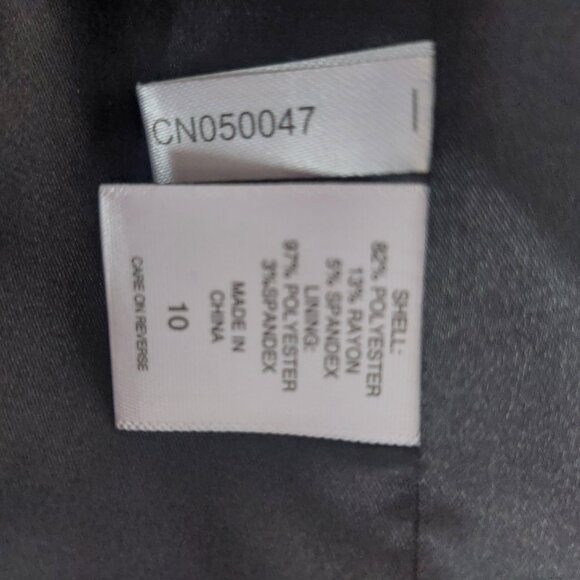 CN050047
SHELL:
82% POLYESTER
13% RAYON
5% SPANDEX
LINING:
97% POLYESTER
3%SPANDEX
MADE IN
CHINA
10
CARE ON REVERSE